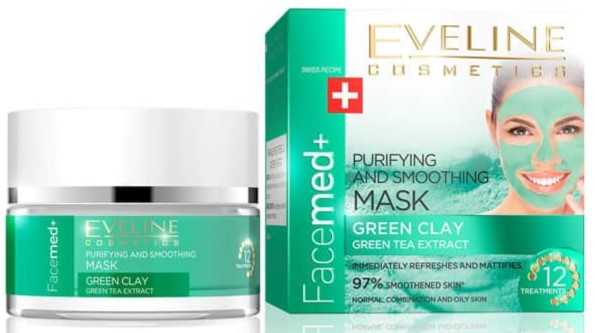 Facemed+
EVELINE
COSMETICS
PURIFYING AND SMOOTHING
MASK
GREEN CLAY
GREEN TEA EXTRACT
12
TREATMENTS
SWISS RECIPE
Facemed+
EVELINE
COSMETICS
PURIFYING
AND SMOOTHING
MASK
GREEN CLAY
GREEN TEA EXTRACT
IMMEDIATELY REFRESHES AND MATTIFIES
97% SMOOTHENED SKIN*
NORMAL, COMBINATION AND OILY SKIN
12
TREATMENTS